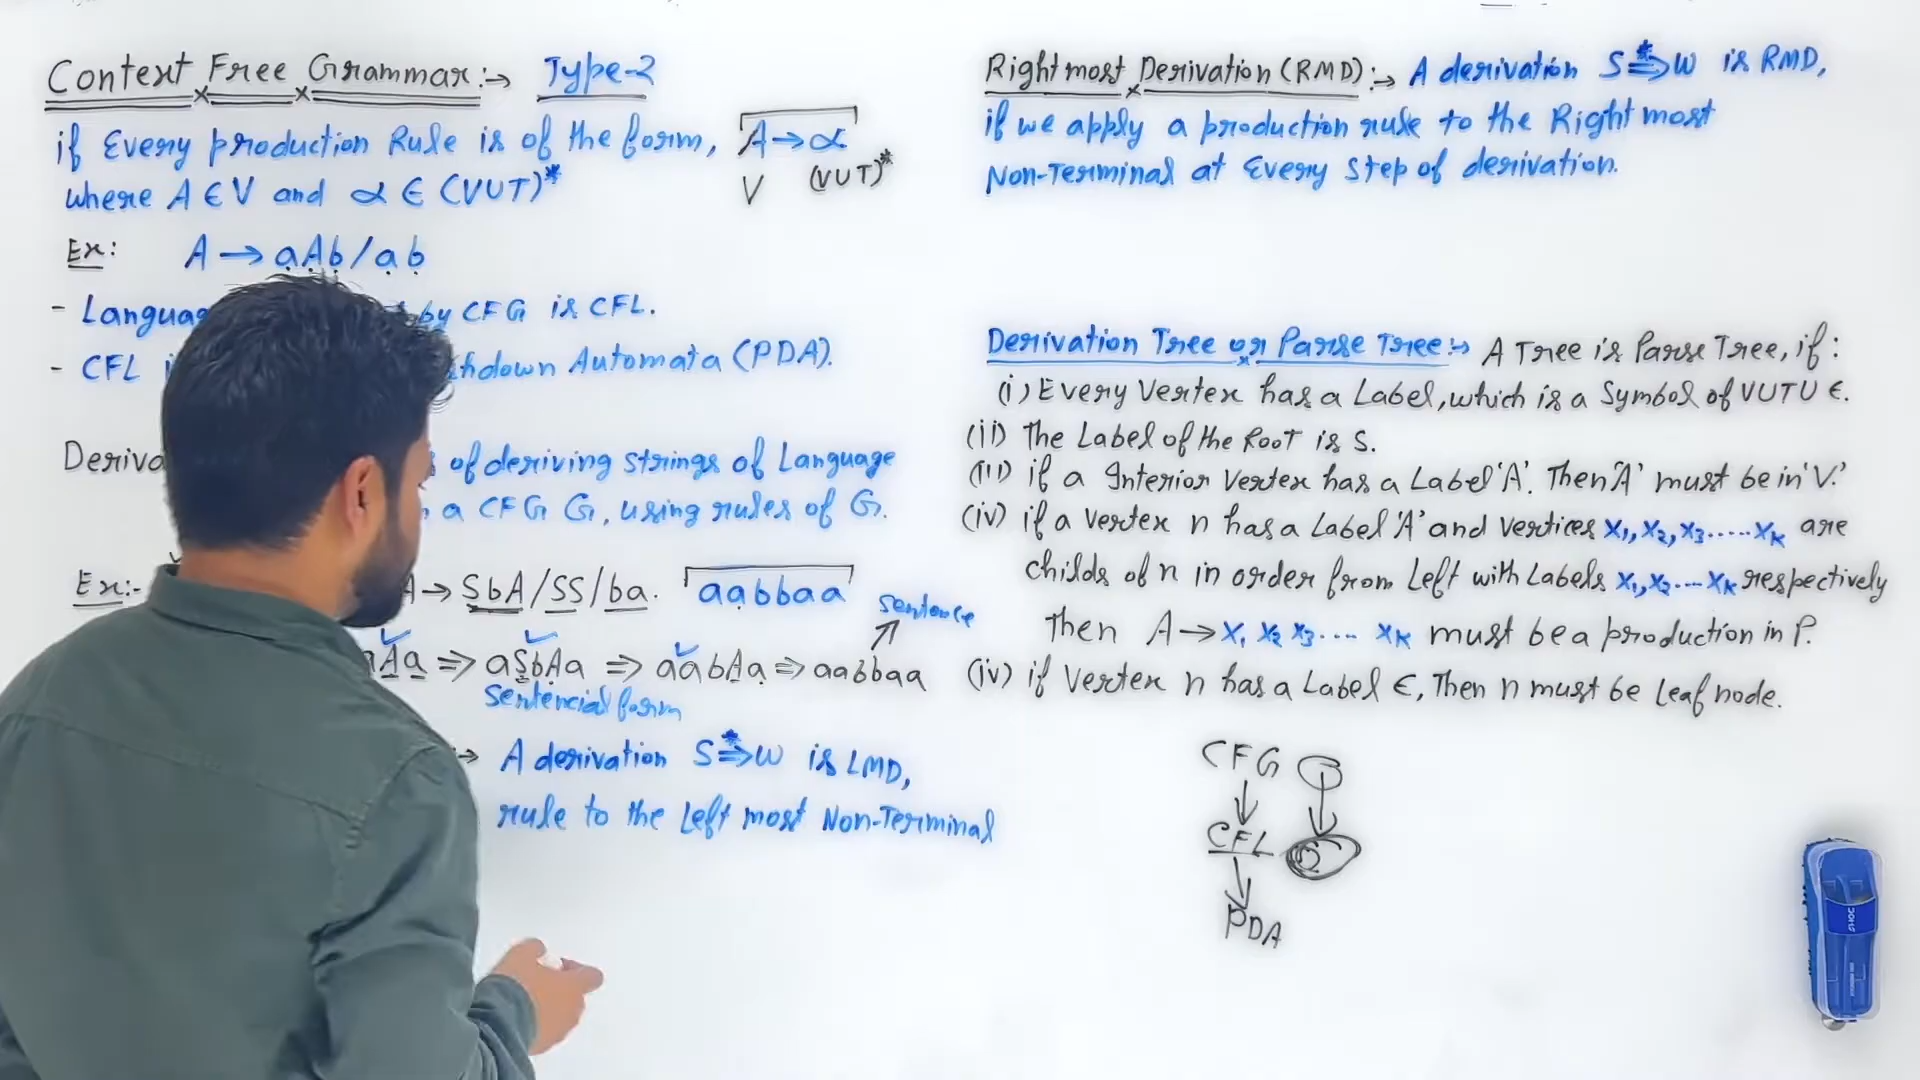 Context Free Grammar :→ Type-2
if Every production Rule is of the form, A → α
where A ∈ V and α ∈ (VUT)* V (VUT)*
Ex: A → aAb / ab
- Languag by CFG is CFL.
- CFL i hdown Automata (PDA).
Deriva of deriving strings of Language
a CFG G, using rules of G.
Ex:- A → SbA/SS/ba. aabbaa
sentence
Aa ⇒ aSbAa ⇒ aabAa ⇒ aabbaa
Sentencial form
→ A derivation S ⇒* W is LMD,
rule to the Left most Non-Terminal
Right most Derivation (RMD) :→ A derivation S ⇒* W is RMD,
if we apply a production rule to the Right most
Non-Terminal at Every Step of derivation.
Derivation Tree or Parse Tree :→ A Tree is Parse Tree, if :
(i) Every Vertex has a Label, which is a Symbol of VUTU ∈.
(ii) The Label of the Root is S.
(iii) if a Interior Vertex has a Label 'A'. Then 'A' must be in 'V'.
(iv) if a Vertex n has a Label 'A' and Vertices X1, X2, X3.....XK are
childs of n in order from Left with Labels X1, X2 .... XK respectively
Then A → X1 X2 X3 .... XK must be a production in P.
(iv) if Vertex n has a Label ∈, Then n must be Leaf node.
CFG
CFL
PDA